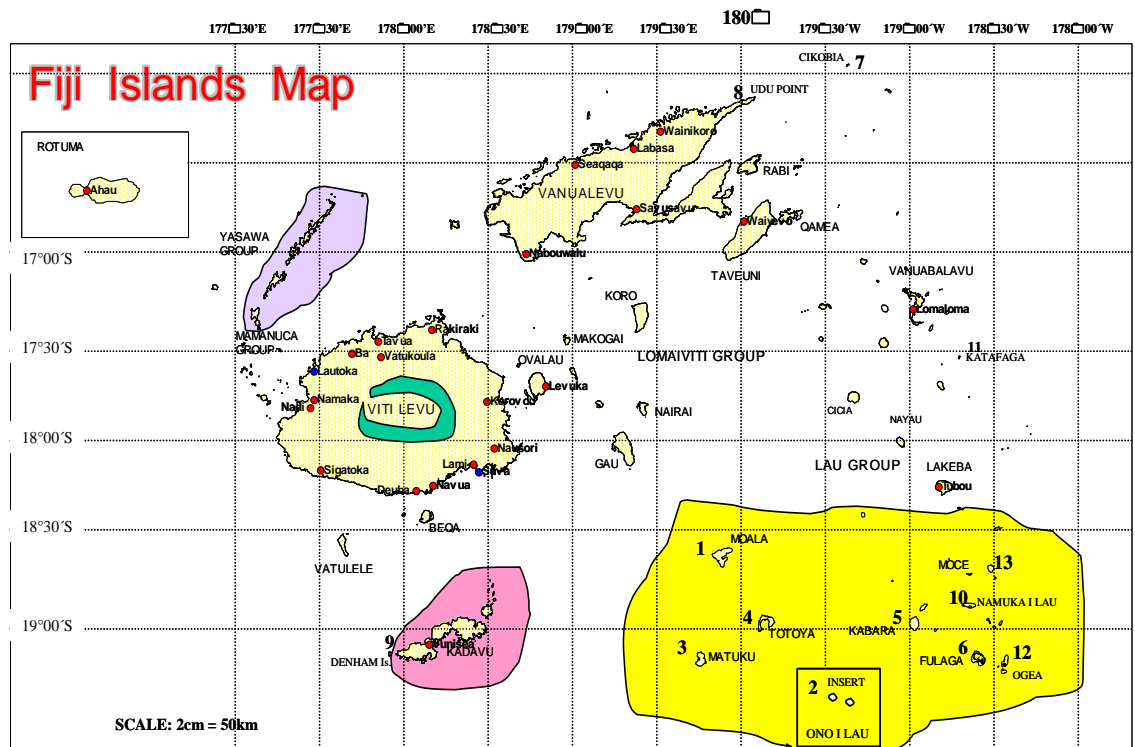 180
177 30'E 177 30'E 178 00'E 178 30'E 179 00'E 179 30'E 179 30'W 179 00'W 178 30'W 178 00'W
CIKOBIA 7
Fiji Islands Map
8 UDU POINT
Wainikoro
ROTUMA
Labasa
Seaqaqa
RABI
Ahau
VANUALEVU
Savusavu
Waiyevo
QAMEA
YASAWA
GROUP
Nabouwalu
17°00'S
TAVEUNI
VANUABALAVU
KORO
Lomaloma
Rakiraki
MAMANUCA
GROUP
MAKOGAI
Tavua
17°30'S
Ba
Vatukoula
OVALAU
LOMAIVITI GROUP
11
KATAFAGA
Lautoka
Levuka
Namaka
Nadi
VITI LEVU
Korovou
NAIRAI
CICIA
NAYAU
18°00'S
Nausori
Lami
Suva
GAU
LAU GROUP
LAKEBA
Sigatoka
Tubou
Deuba
Navua
18°30'S
BEQA
VATULELE
1 MOALA
MOCE 13
10 NAMUKA I LAU
19°00'S
4 TOTOYA
KABARA 5
9
DENHAM Is.
Vunisea
KADAVU
3 MATUKU
FULAGA 6
12
OGEA
2 INSERT
SCALE: 2cm = 50km
ONO I LAU